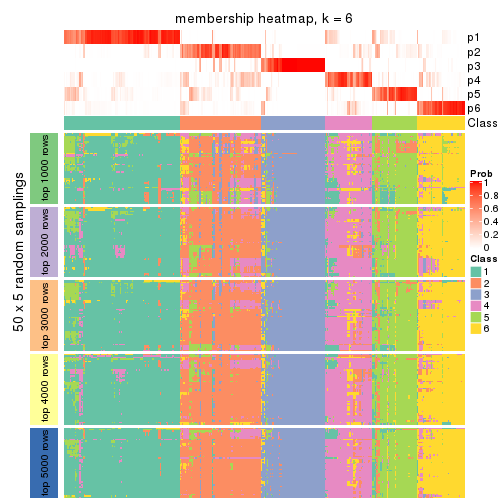 membership heatmap, k = 6
p1
p2
p3
p4
p5
p6
Class
50 x 5 random samplings
top 1000 rows
top 2000 rows
top 3000 rows
top 4000 rows
top 5000 rows
Prob
1
0.8
0.6
0.4
0.2
0
Class
1
2
3
4
5
6